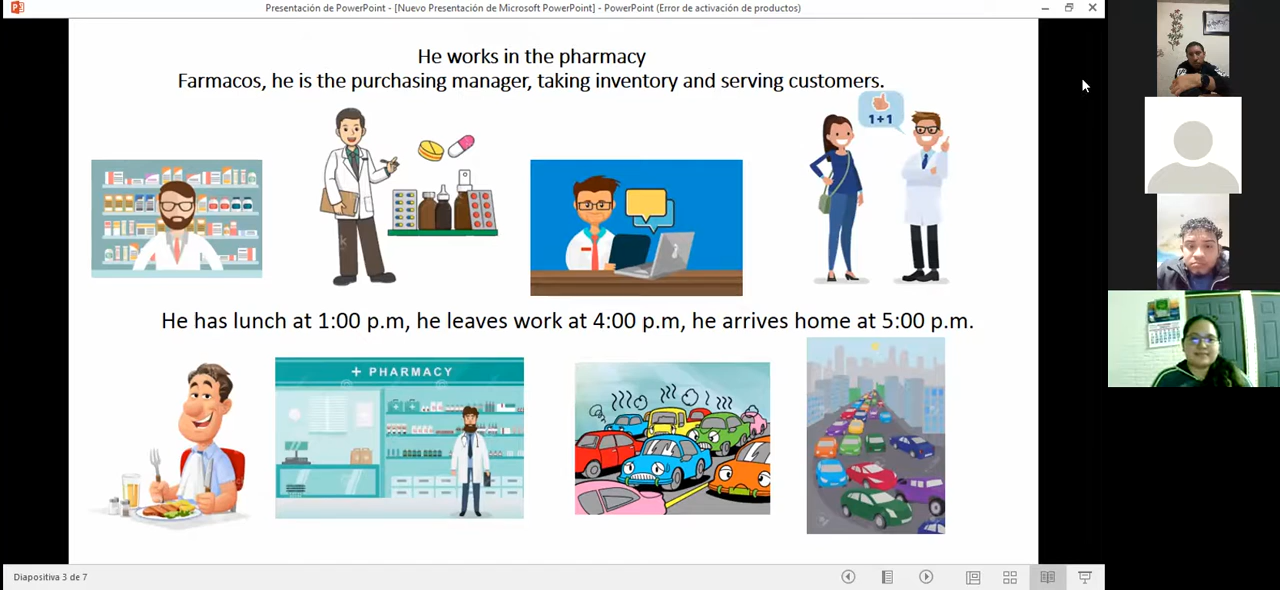 Presentación de PowerPoint - [Nuevo Presentación de Microsoft PowerPoint] - PowerPoint (Error de activación de productos)
He works in the pharmacy
Farmacos, he is the purchasing manager, taking inventory and serving customers.
1+1
He has lunch at 1:00 p.m, he leaves work at 4:00 p.m, he arrives home at 5:00 p.m.
+ PHARMACY
Diapositiva 3 de 7